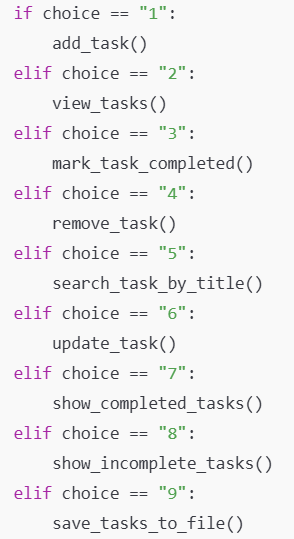 if choice == "1":
    add_task()
elif choice == "2":
    view_tasks()
elif choice == "3":
    mark_task_completed()
elif choice == "4":
    remove_task()
elif choice == "5":
    search_task_by_title()
elif choice == "6":
    update_task()
elif choice == "7":
    show_completed_tasks()
elif choice == "8":
    show_incomplete_tasks()
elif choice == "9":
    save_tasks_to_file()